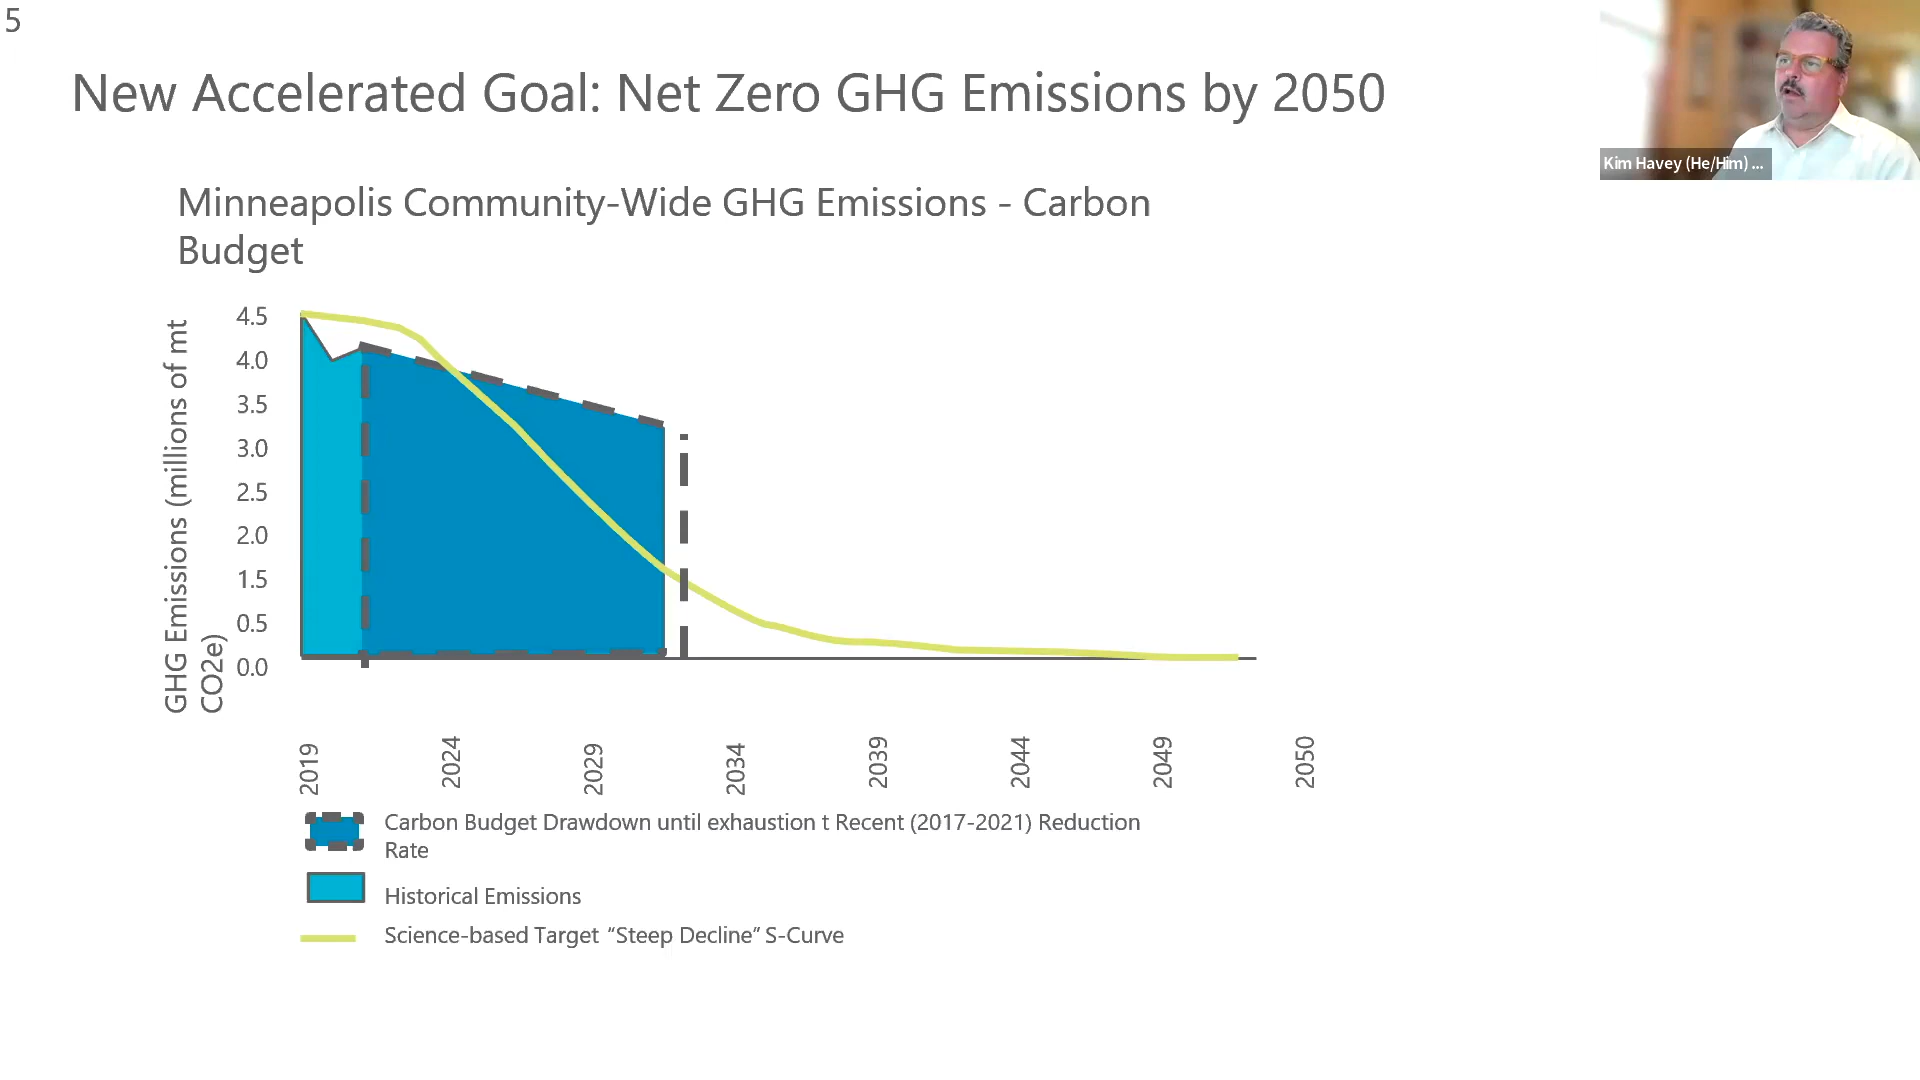 5
New Accelerated Goal: Net Zero GHG Emissions by 2050
Kim Havey (He/Him) ...
Minneapolis Community-Wide GHG Emissions - Carbon
Budget
GHG Emissions (millions of mt
CO2e)
4.5
4.0
3.5
3.0
2.5
2.0
1.5
0.5
0.0
2019
2024
2029
2034
2039
2044
2049
2050
Carbon Budget Drawdown until exhaustion t Recent (2017-2021) Reduction
Rate
Historical Emissions
Science-based Target “Steep Decline” S-Curve